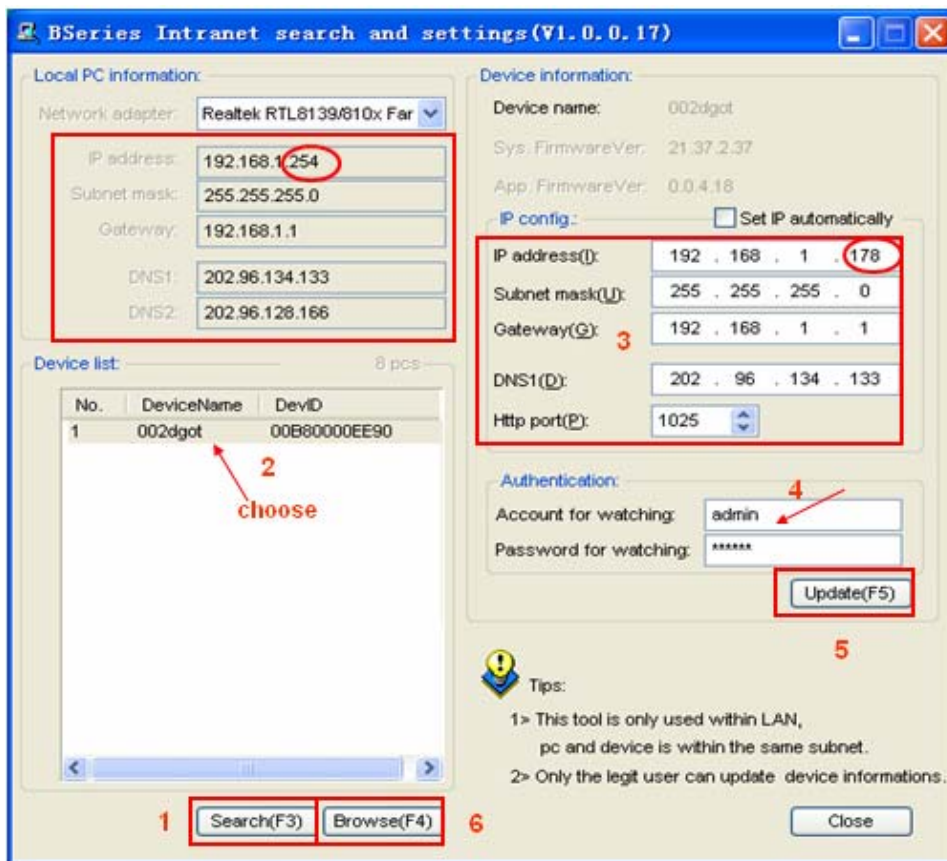 BSeries Intranet search and settings(V1.0.0.17)
Local PC information:
Network adapter: Realtek RTL8139/810x Far
IP address: 192.168.1.254
Subnet mask: 255.255.255.0
Gateway: 192.168.1.1
DNS1: 202.96.134.133
DNS2: 202.96.128.166
Device list: 8 pcs
No. DeviceName DevID
1 002dgot 00B80000EE90
2
choose
1 Search(F3) Browse(F4) 6
Device information:
Device name: 002dgot
Sys. FirmwareVer: 21.37.2.37
App. FirmwareVer: 0.0.4.18
IP config.: Set IP automatically
IP address(I): 192 . 168 . 1 . 178
Subnet mask(U): 255 . 255 . 255 . 0
Gateway(G): 192 . 168 . 1 . 1
3
DNS1(D): 202 . 96 . 134 . 133
Http port(P): 1025
Authentication:
4
Account for watching: admin
Password for watching: ******
Update(F5)
5
Tips:
1> This tool is only used within LAN,
pc and device is within the same subnet.
2> Only the legit user can update device informations.
Close